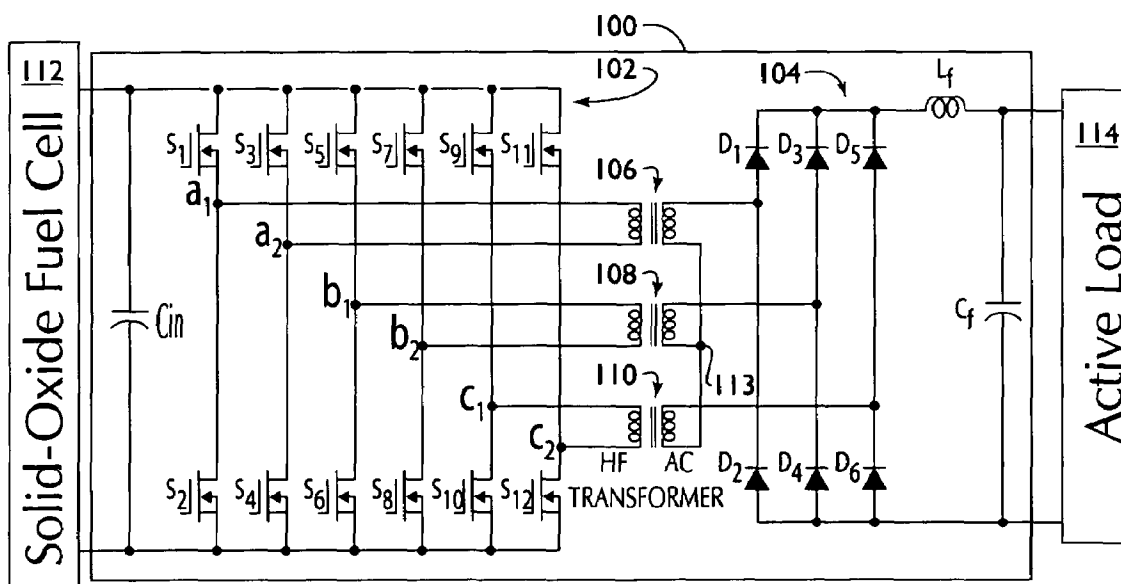 100
112
Solid-Oxide Fuel Cell
102
104
Lf
114
Active Load
S1
S3
S5
S7
S9
S11
D1
D3
D5
106
a1
a2
108
b1
b2
Cin
Cf
110
113
c1
c2
HF AC
TRANSFORMER
S2
S4
S6
S8
S10
S12
D2
D4
D6